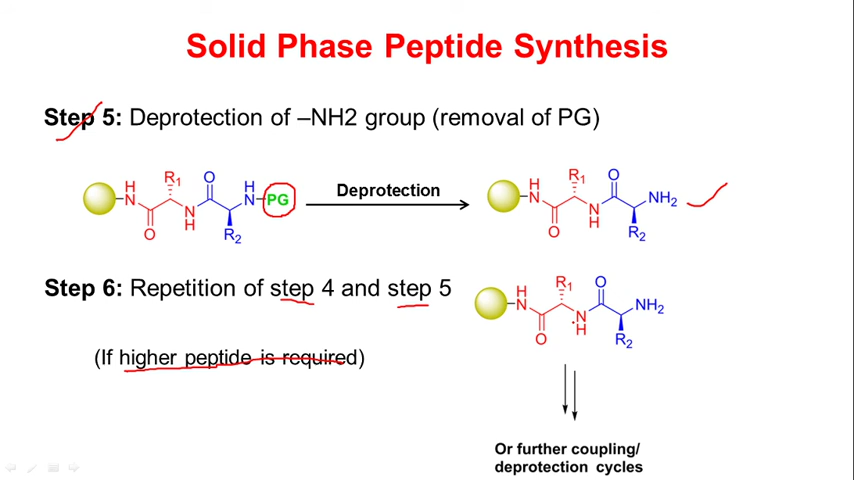 Solid Phase Peptide Synthesis
Step 5: Deprotection of –NH2 group (removal of PG)
H N R1 O N H O R2 H N PG
Deprotection
H N R1 O N H O R2 NH2
Step 6: Repetition of step 4 and step 5
H N R1 O N H O R2 NH2
(If higher peptide is required)
Or further coupling/
deprotection cycles